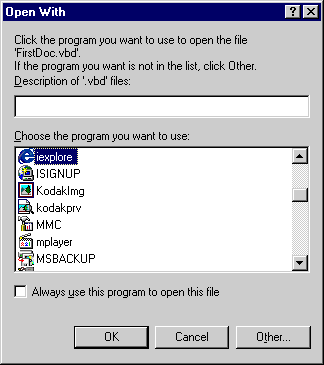 Open With
Click the program you want to use to open the file
'FirstDoc.vbd'.
If the program you want is not in the list, click Other.
Description of '.vbd' files:
Choose the program you want to use:
iexplore
ISIGNUP
KodakImg
kodakprv
MMC
mplayer
MSBACKUP
Always use this program to open this file
OK
Cancel
Other...